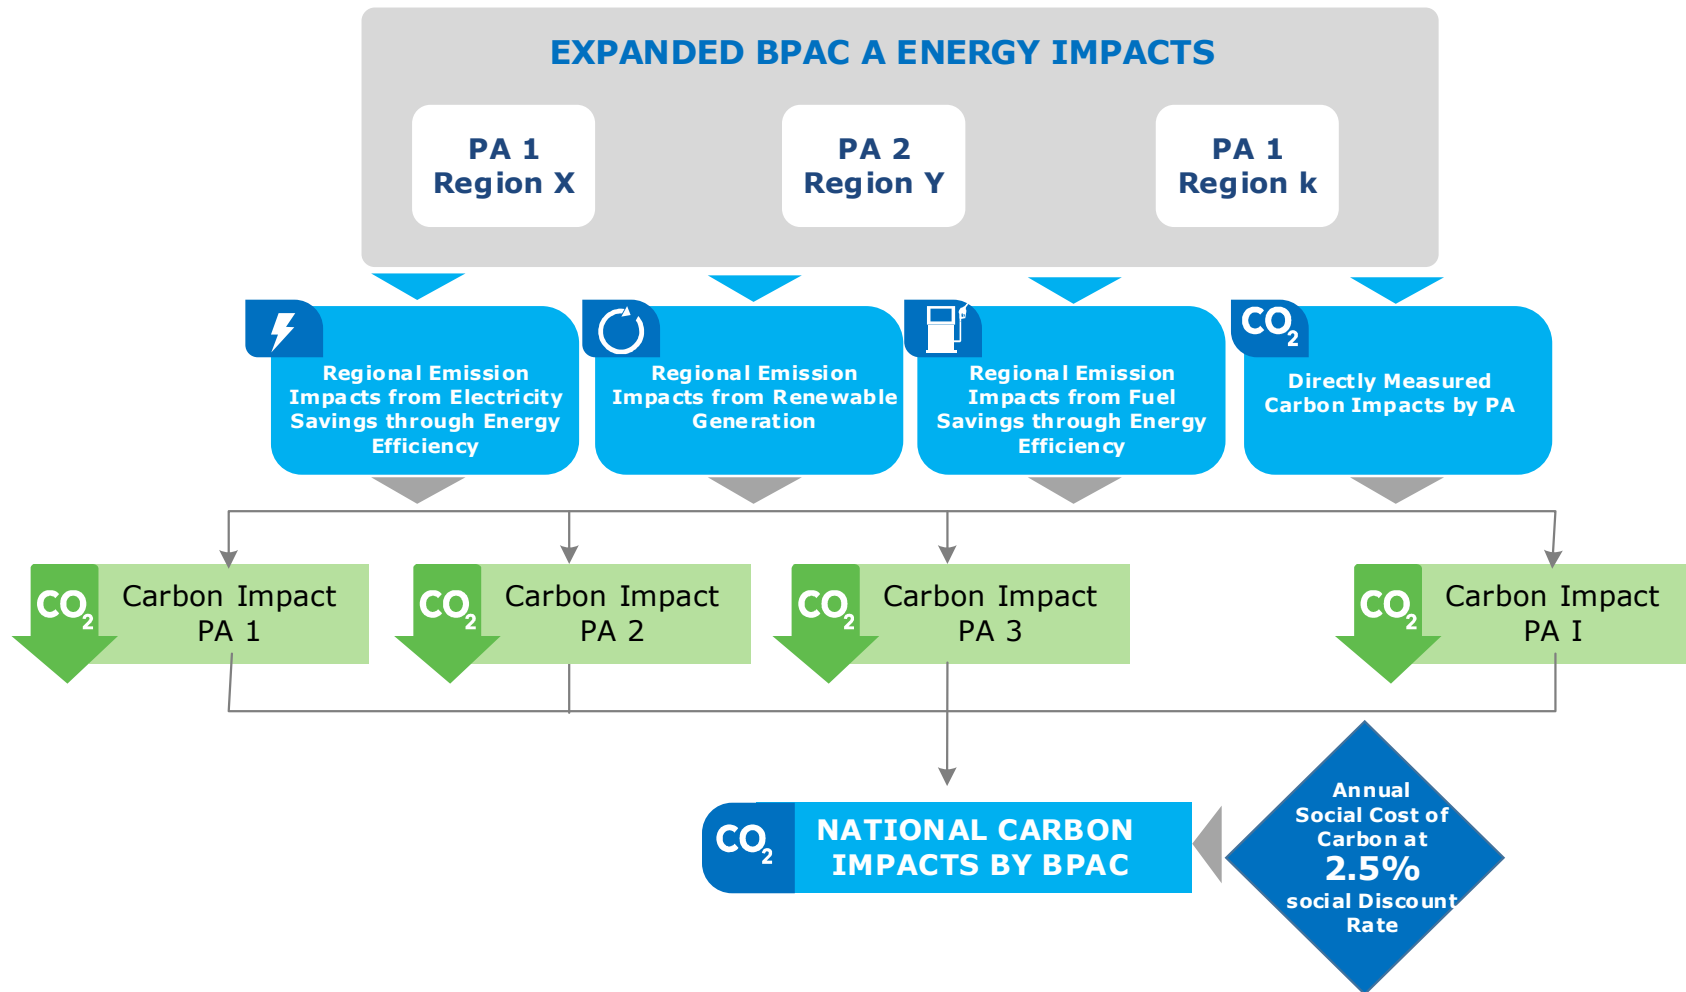 EXPANDED BPAC A ENERGY IMPACTS
PA 1
Region X
PA 2
Region Y
PA 1
Region k
Regional Emission
Impacts from Electricity
Savings through Energy
Efficiency
Regional Emission
Impacts from Renewable
Generation
Regional Emission
Impacts from Fuel
Savings through Energy
Efficiency
CO2
Directly Measured
Carbon Impacts by PA
CO2
Carbon Impact
PA 1
CO2
Carbon Impact
PA 2
CO2
Carbon Impact
PA 3
CO2
Carbon Impact
PA I
CO2
NATIONAL CARBON
IMPACTS BY BPAC
Annual
Social Cost of
Carbon at
2.5%
social Discount
Rate